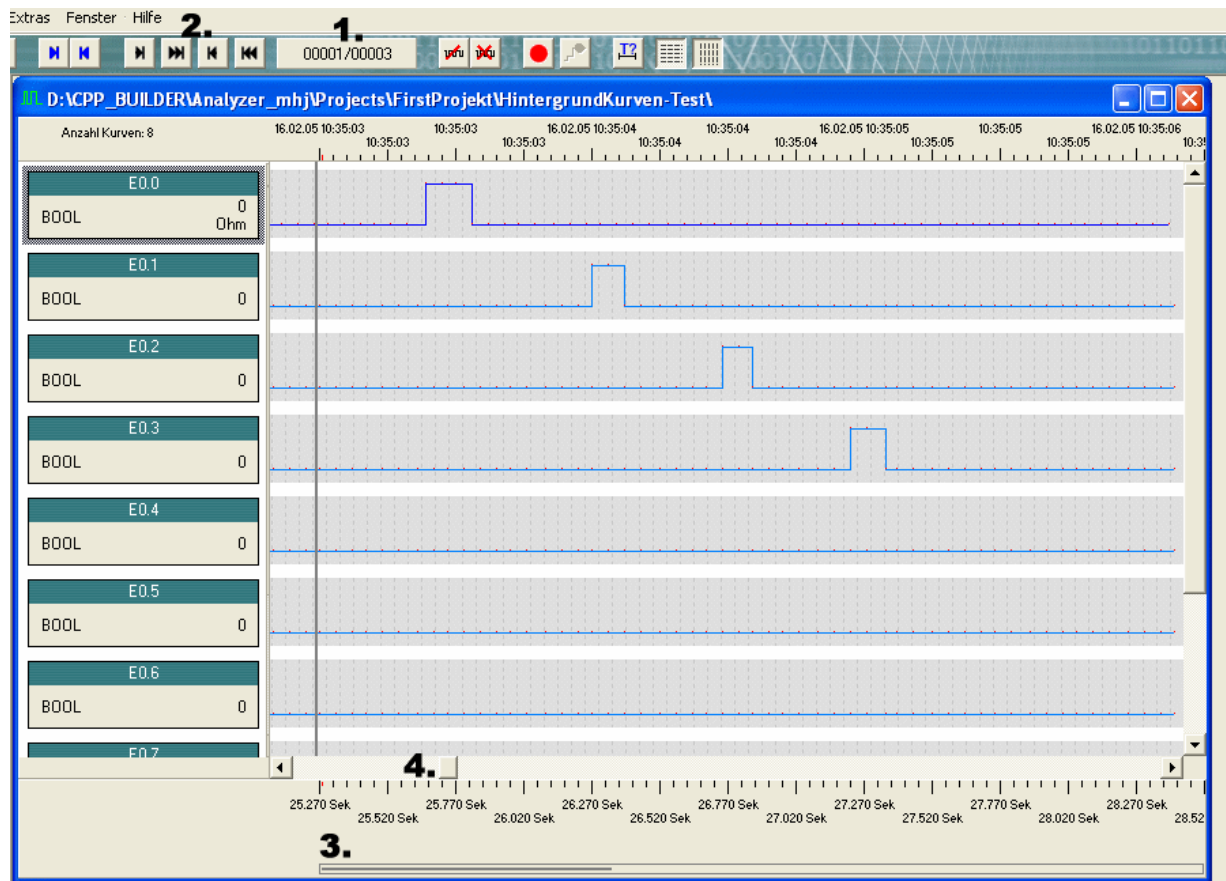 Extras Fenster Hilfe
2.
1.
00001/00003
T?
D:\CPP_BUILDER\Analyzer_mhj\Projects\FirstProjekt\HintergrundKurven-Test\
Anzahl Kurven: 8
16.02.05 10:35:03 10:35:03 16.02.05 10:35:04 10:35:04 16.02.05 10:35:05 10:35:05 16.02.05 10:35:06
10:35:03 10:35:03 10:35:04 10:35:04 10:35:05 10:35:05
E0.0
BOOL 0
Ohm
E0.1
BOOL 0
E0.2
BOOL 0
E0.3
BOOL 0
E0.4
BOOL 0
E0.5
BOOL 0
E0.6
BOOL 0
E0.7
4.
25.270 Sek 25.770 Sek 26.270 Sek 26.770 Sek 27.270 Sek 27.770 Sek 28.270 Sek
25.520 Sek 26.020 Sek 26.520 Sek 27.020 Sek 27.520 Sek 28.020 Sek 28.52
3.